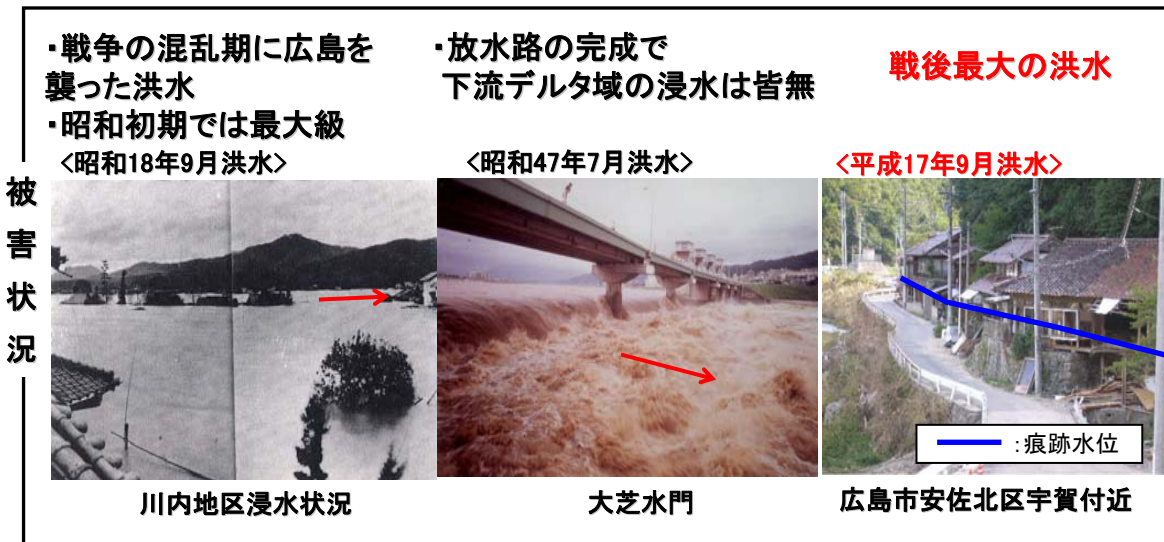 ・戦争の混乱期に広島を
襲った洪水
・昭和初期では最大級
<昭和18年9月洪水>
・放水路の完成で
下流デルタ域の浸水は皆無
<昭和47年7月洪水>
戦後最大の洪水
<平成17年9月洪水>
被害状況
:痕跡水位
川内地区浸水状況
大芝水門
広島市安佐北区宇賀付近